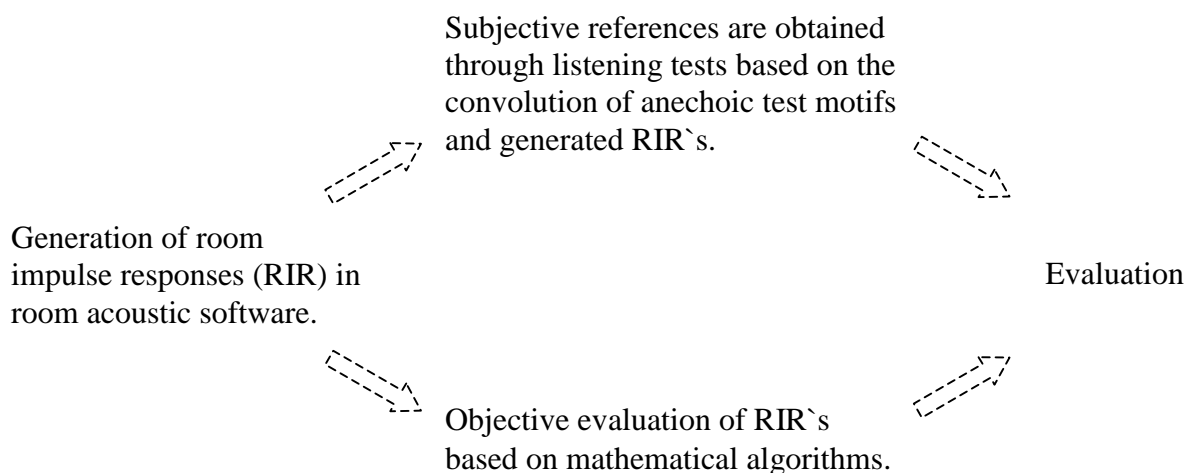 Subjective references are obtained
through listening tests based on the
convolution of anechoic test motifs
and generated RIR`s.
Generation of room
impulse responses (RIR) in
room acoustic software.
Evaluation
Objective evaluation of RIR`s
based on mathematical algorithms.